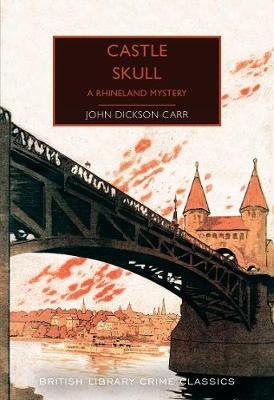 CASTLE
SKULL
A RHINELAND MYSTERY
JOHN DICKSON CARR
BRITISH LIBRARY CRIME CLASSICS